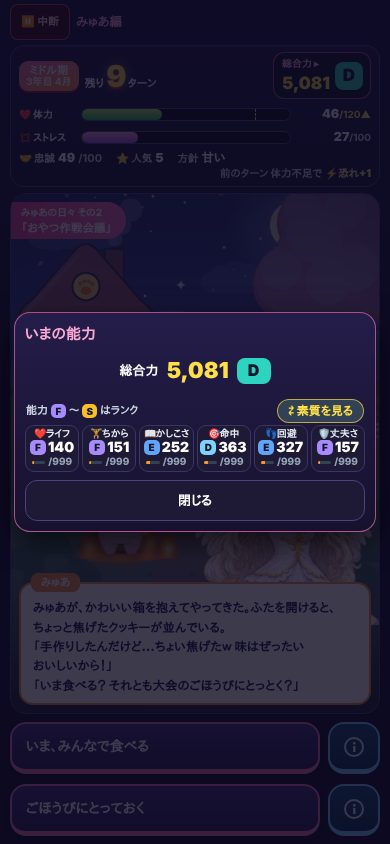 中断 みゅあ編
ミドル期
3年目 4月
残り9ターン
総合力▶
5,081 D
体力 46/120▲
ストレス 27/100
忠誠 49 /100 人気 5 方針 甘い
前のターン 体力不足で ⚡恐れ+1
みゅあの日々 その2
「おやつ作戦会議」
いまの能力
総合力 5,081 D
能力 F 〜 S はランク
素質を見る
ライフ ちから かしこさ 命中 回避 丈夫さ
F 140 F 151 E 252 D 363 E 327 F 157
/999 /999 /999 /999 /999 /999
閉じる
みゅあ
みゅあが、かわいい箱を抱えてやってきた。ふたを開けると、
ちょっと焦げたクッキーが並んでいる。
「手作りしたんだけど…ちょい焦げたw 味はぜったい
おいしいから！」
「いま食べる？ それとも大会のごほうびにとっとく？」
いま、みんなで食べる
ごほうびにとっておく